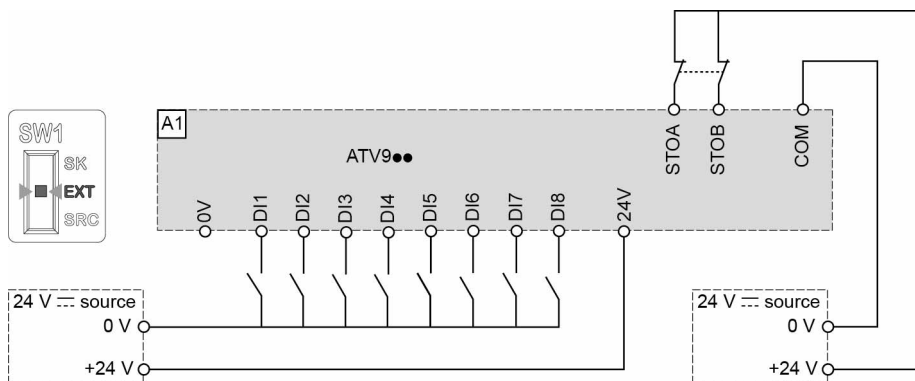 SW1
SK
EXT
SRC
A1
ATV9●●
STOA
STOB
COM
0V
DI1
DI2
DI3
DI4
DI5
DI6
DI7
DI8
24V
24 V ⎓ source
0 V
+24 V
24 V ⎓ source
0 V
+24 V